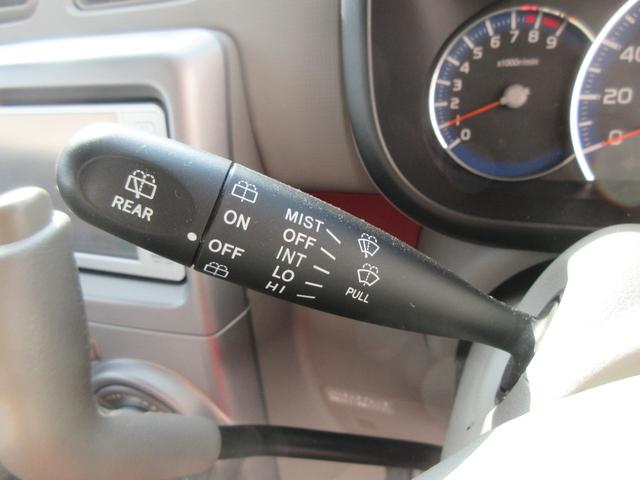 REAR
ON
OFF
MIST
OFF
INT
LO
HI
PULL
0
1
2
3
4
5
6
7
8
9
x1000r/min
0
20
40